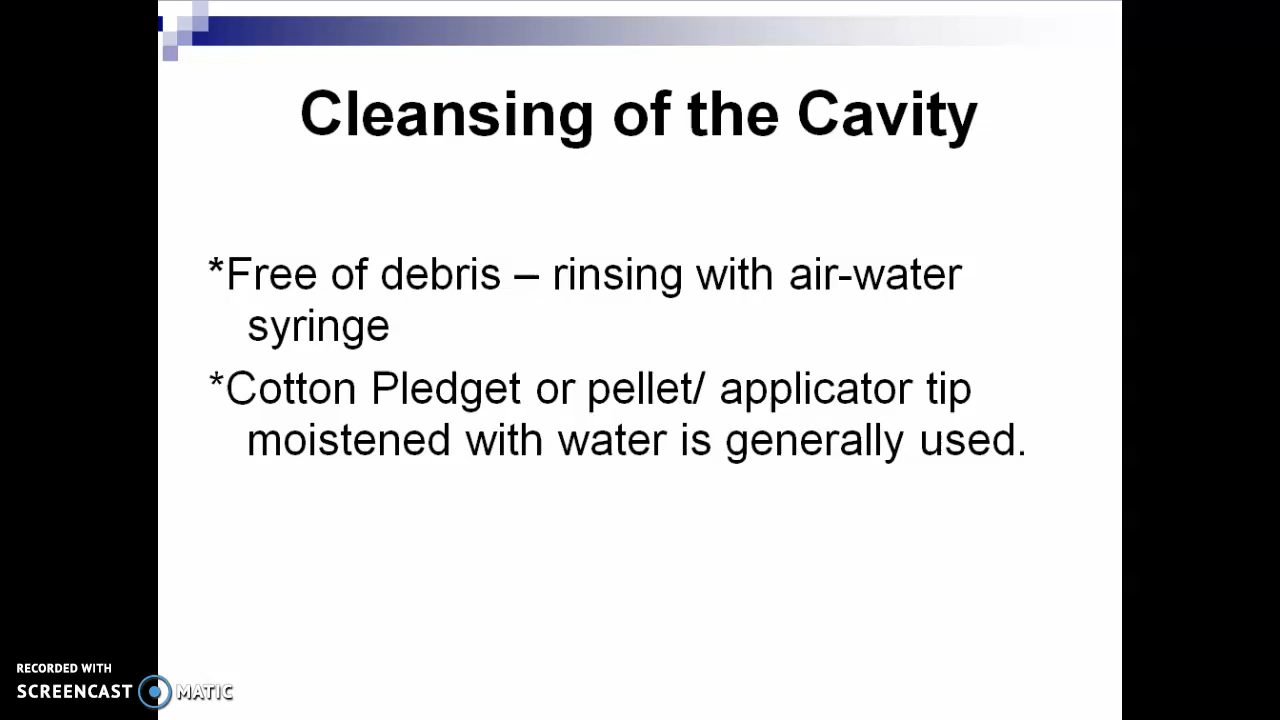 Cleansing of the Cavity
*Free of debris – rinsing with air-water
syringe
*Cotton Pledget or pellet/ applicator tip
moistened with water is generally used.
RECORDED WITH
SCREENCAST MATIC